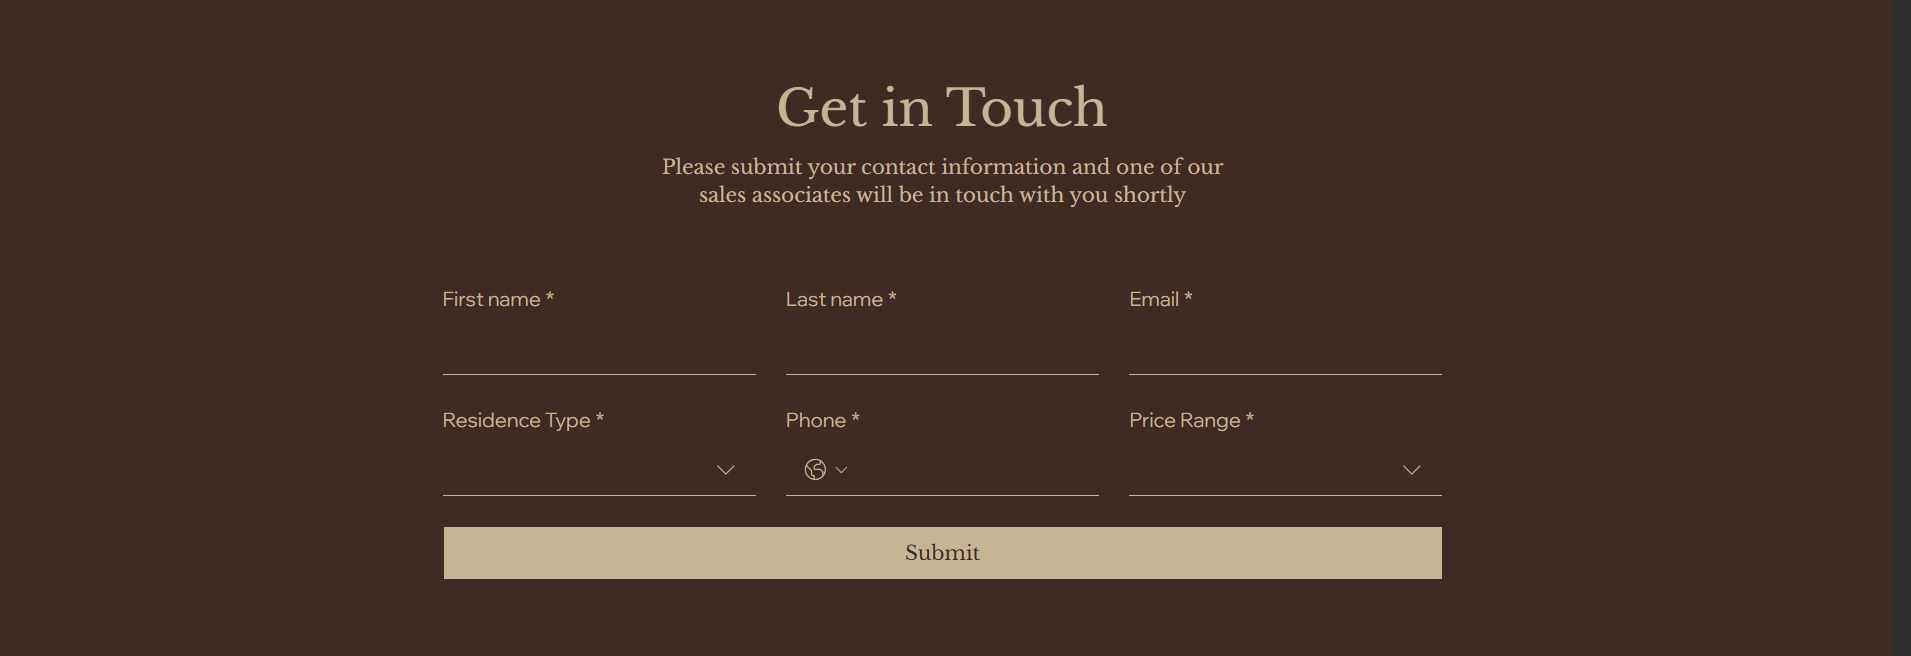 Get in Touch
Please submit your contact information and one of our
sales associates will be in touch with you shortly
First name *
Last name *
Email *
Residence Type *
Phone *
Price Range *
Submit